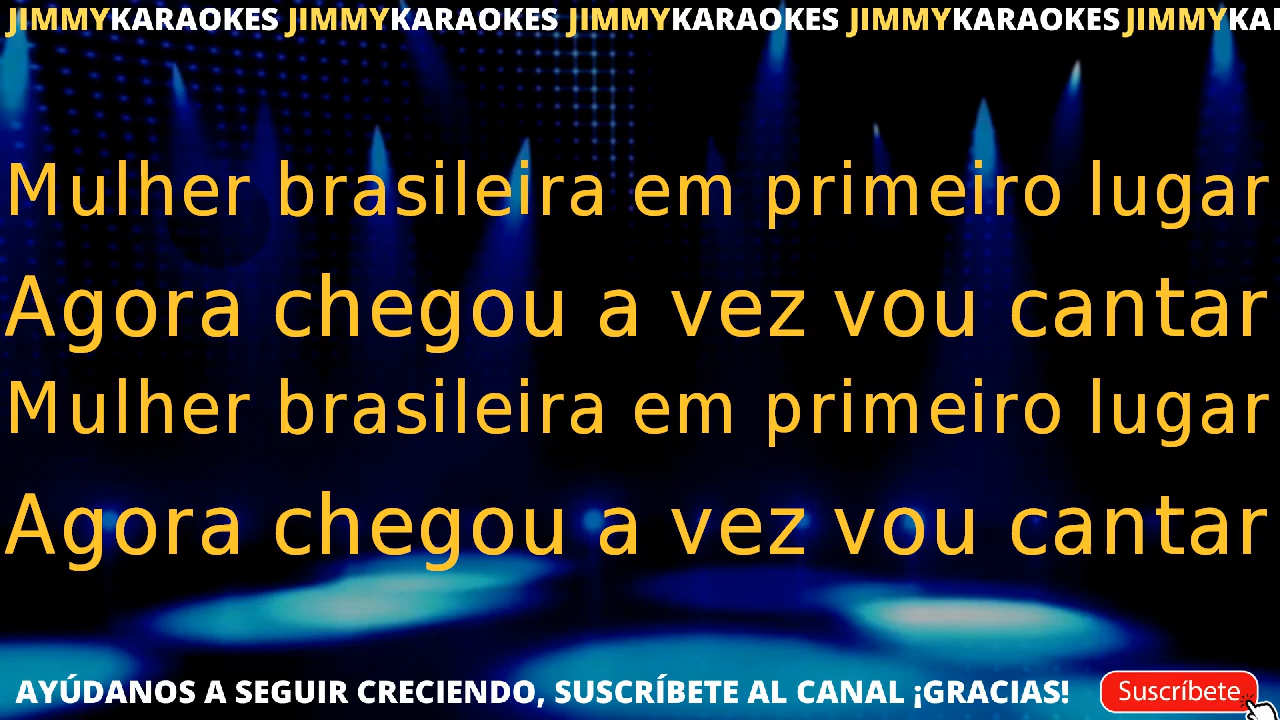 JIMMYKARAOKES JIMMYKARAOKES JIMMYKARAOKES JIMMYKARAOKES JIMMYKA
Mulher brasileira em primeiro lugar
Agora chegou a vez vou cantar
Mulher brasileira em primeiro lugar
Agora chegou a vez vou cantar
AYÚDANOS A SEGUIR CRECIENDO, SUSCRÍBETE AL CANAL ¡GRACIAS! Suscríbete